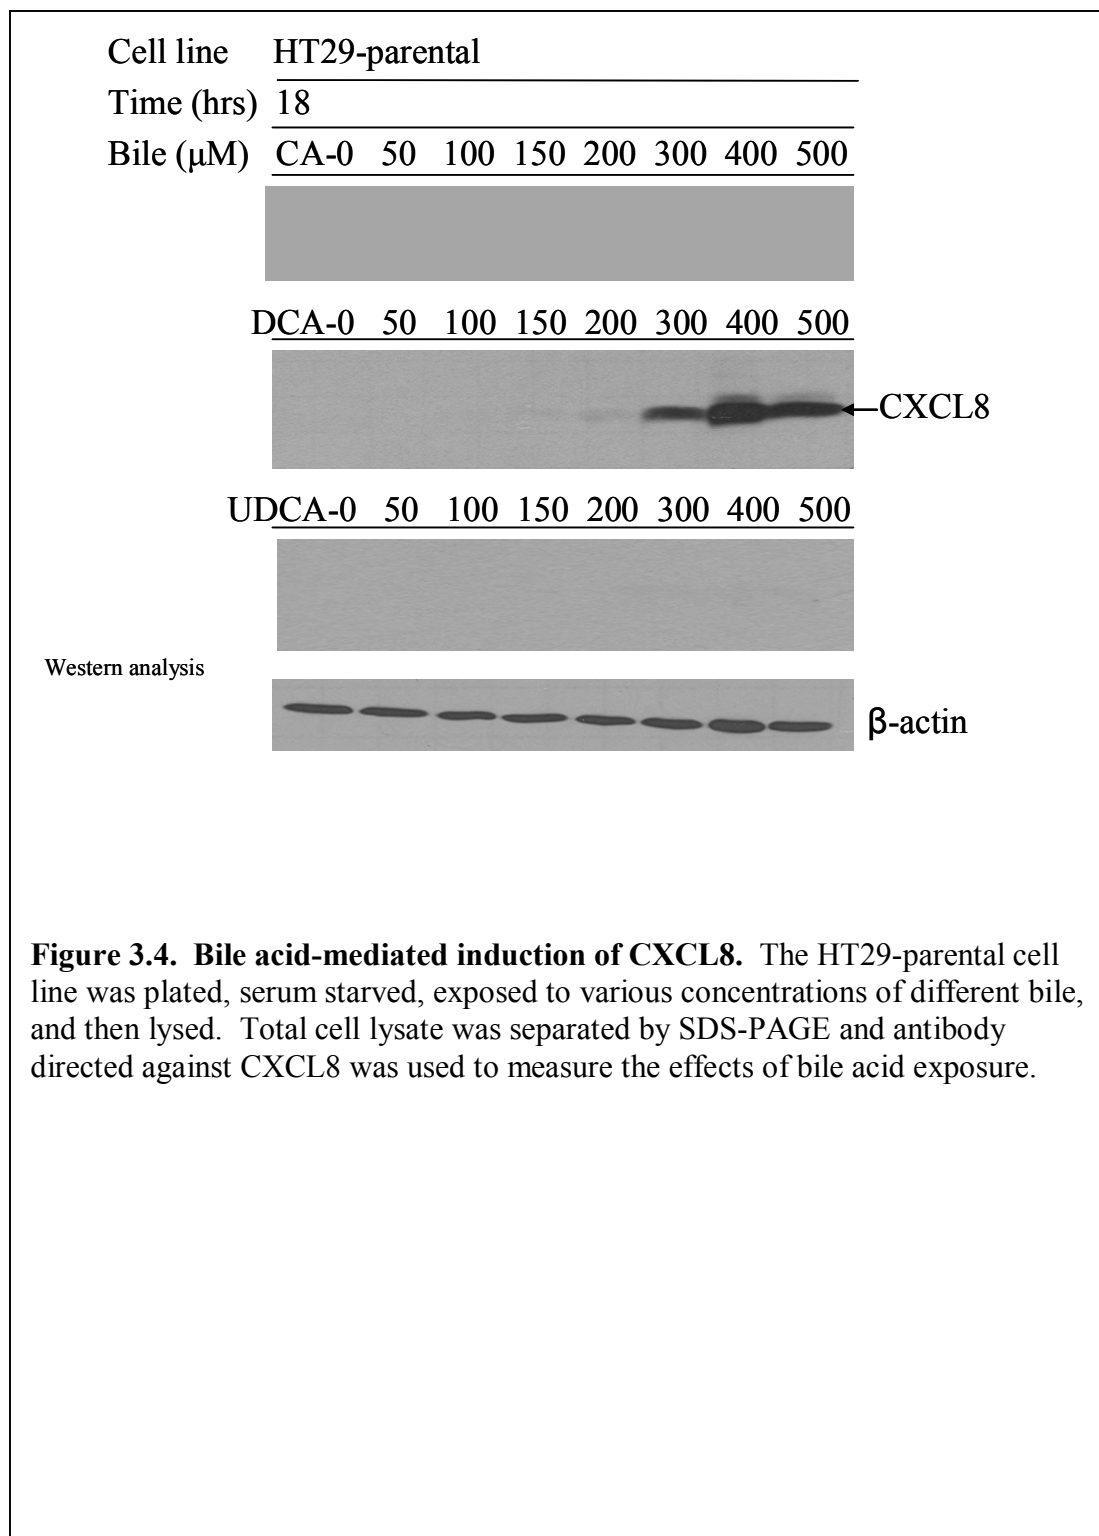 Cell line HT29-parental
Time (hrs) 18
Bile (μM) CA-0 50 100 150 200 300 400 500
DCA-0 50 100 150 200 300 400 500
CXCL8
UDCA-0 50 100 150 200 300 400 500
Western analysis
β-actin
Figure 3.4. Bile acid-mediated induction of CXCL8. The HT29-parental cell
line was plated, serum starved, exposed to various concentrations of different bile,
and then lysed. Total cell lysate was separated by SDS-PAGE and antibody
directed against CXCL8 was used to measure the effects of bile acid exposure.